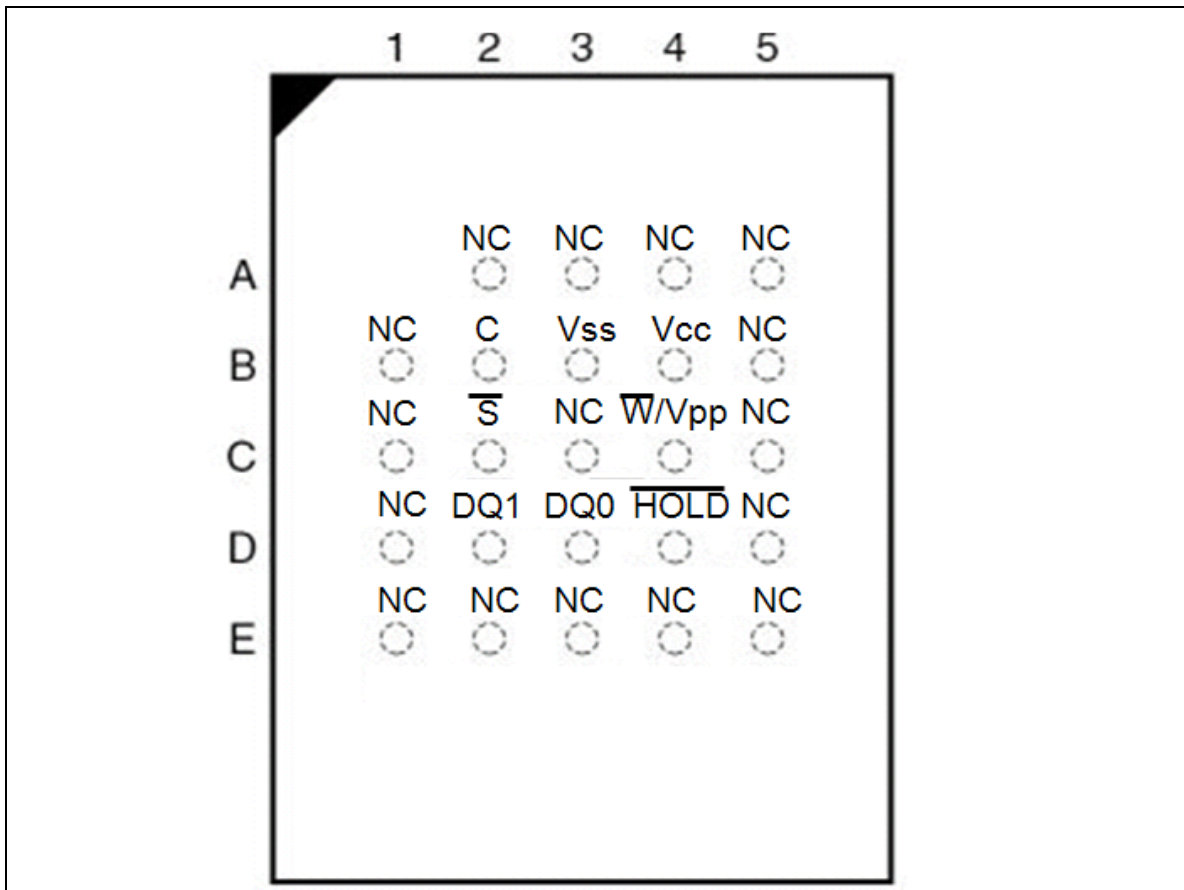 1 2 3 4 5
NC NC NC NC
A
NC C Vss Vcc NC
B
NC S̅ NC W̅/Vpp NC
C
NC DQ1 DQ0 H̅O̅L̅D̅ NC
D
NC NC NC NC NC
E